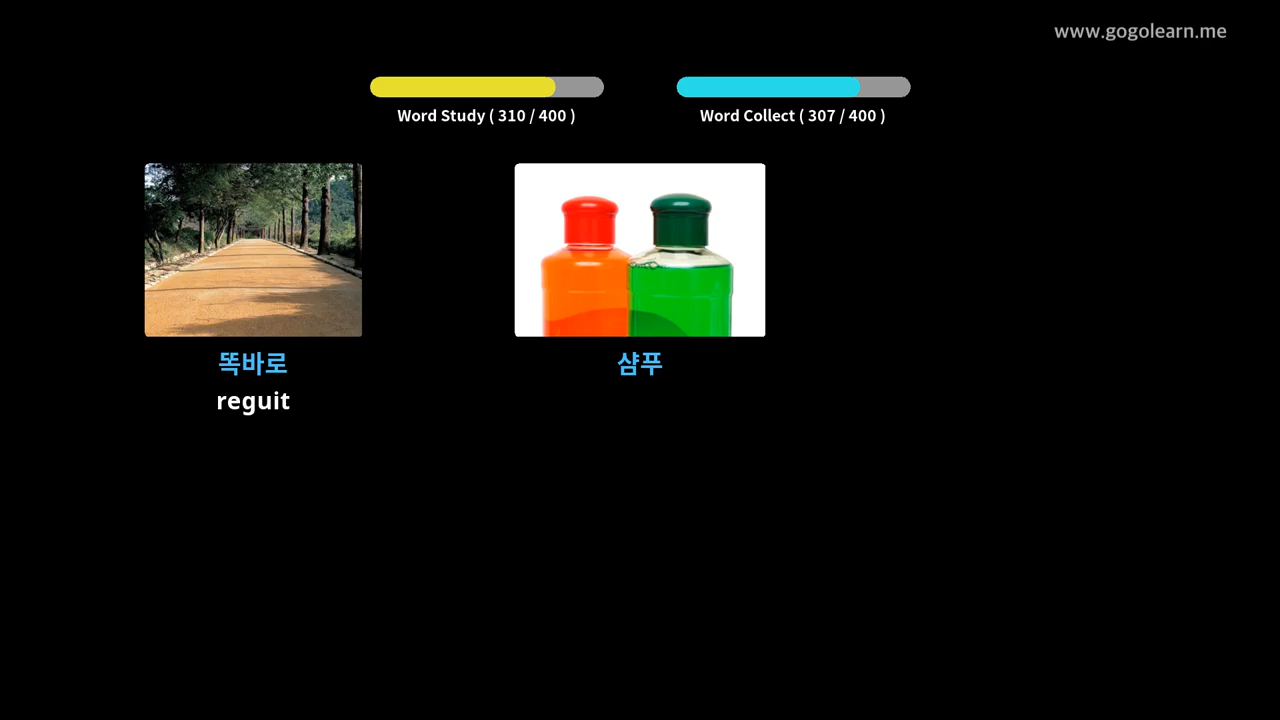 www.gogolearn.me
Word Study ( 310 / 400 )
Word Collect ( 307 / 400 )
똑바로
reguit
샴푸